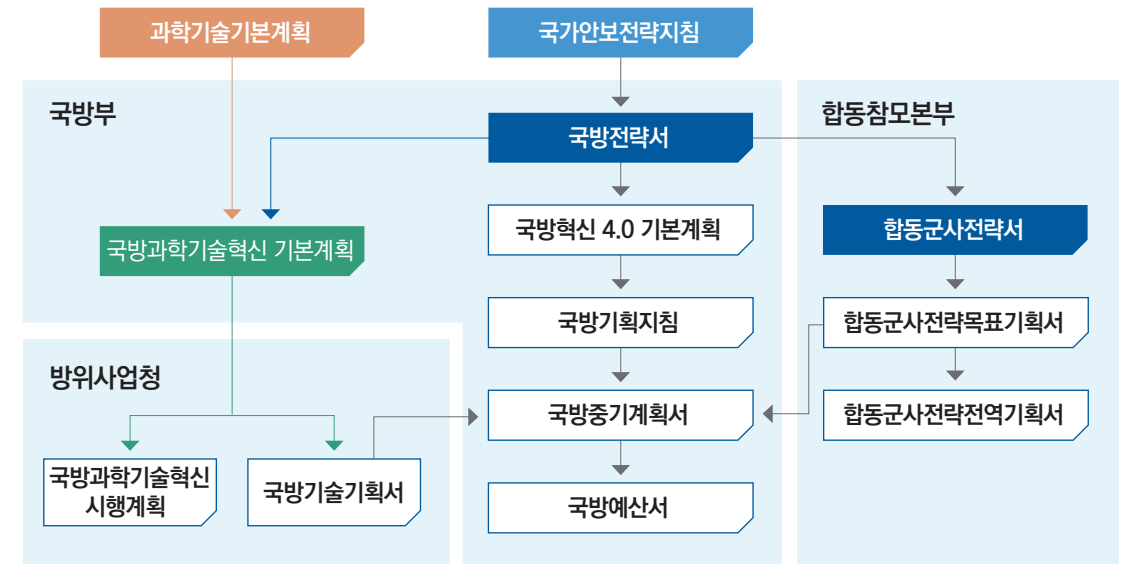 과학기술기본계획
국가안보전략지침
국방부
합동참모본부
국방전략서
국방혁신 4.0 기본계획
합동군사전략서
국방과학기술혁신 기본계획
국방기획지침
합동군사전략목표기획서
방위사업청
국방중기계획서
합동군사전략전역기획서
국방과학기술혁신
시행계획
국방기술기획서
국방예산서